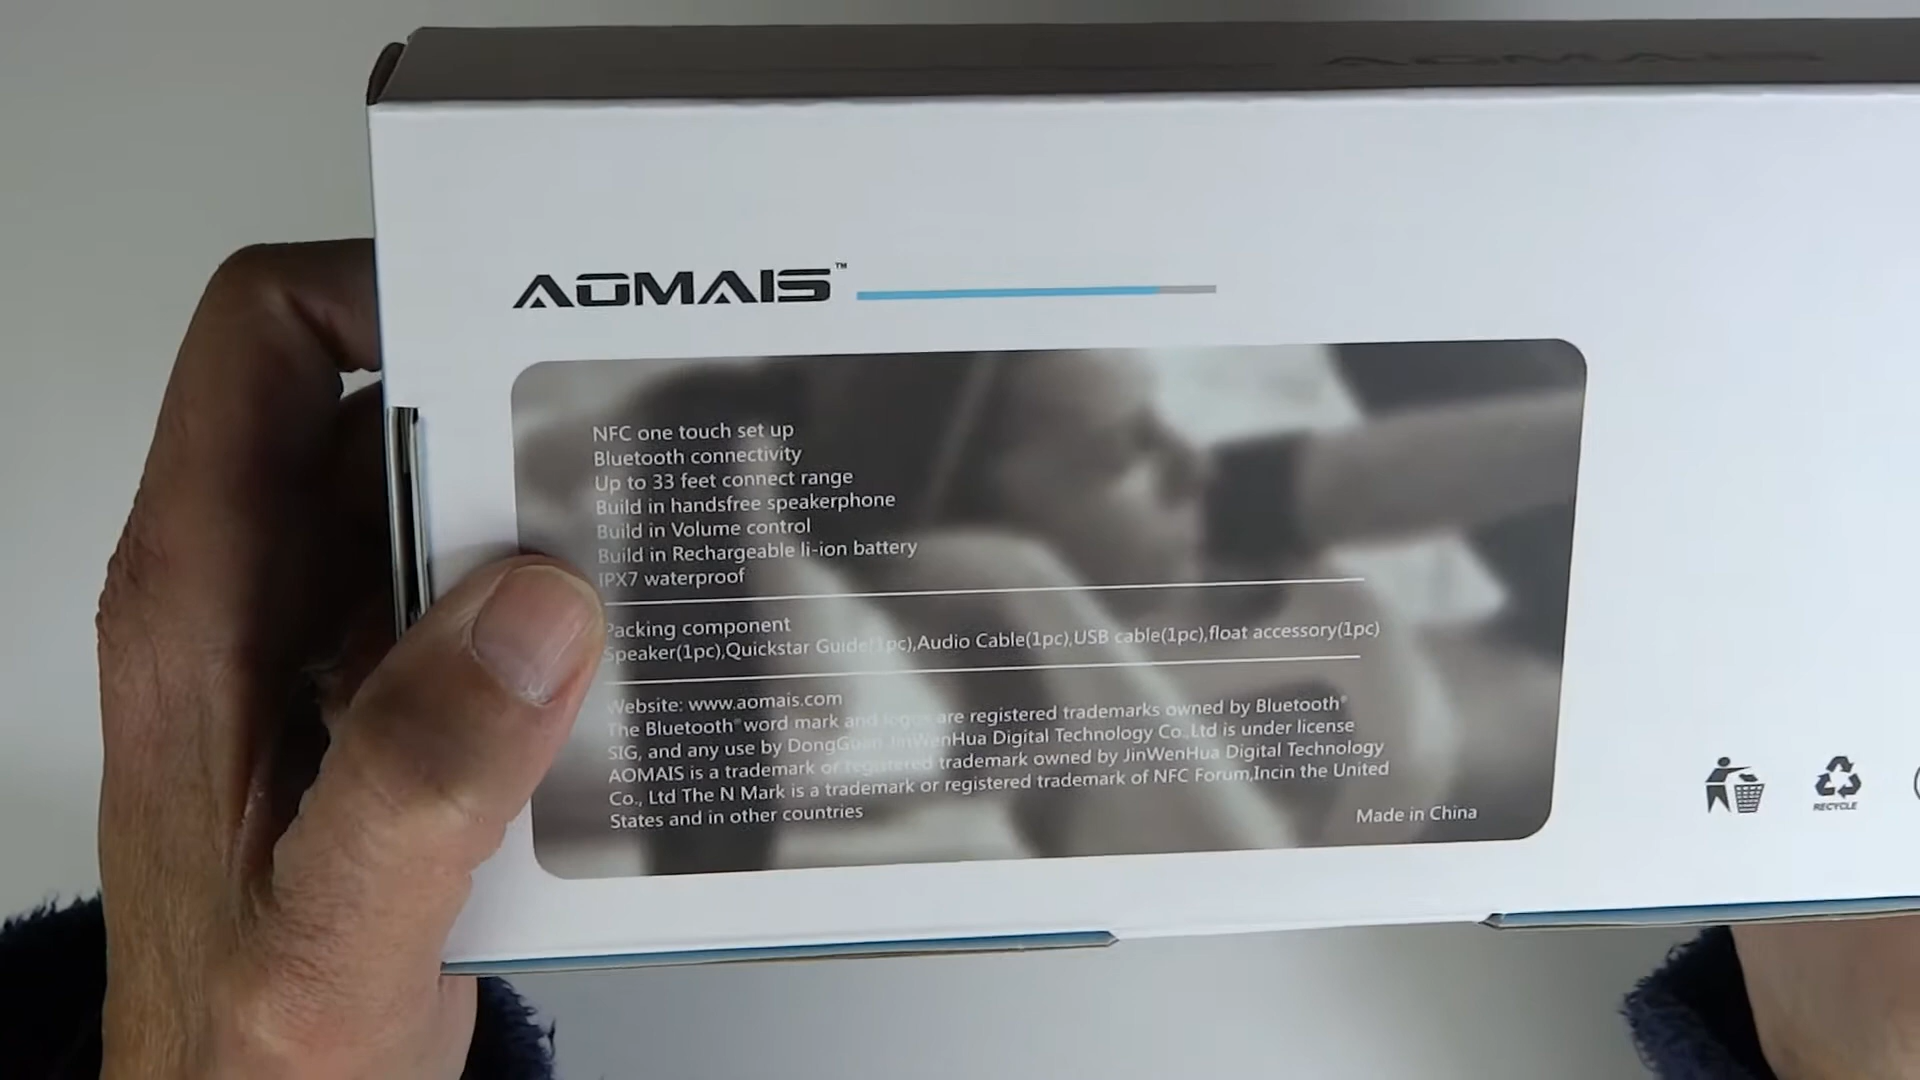 AOMAIS
AOMAIS™
NFC one touch set up
Bluetooth connectivity
Up to 33 feet connect range
Build in handsfree speakerphone
Build in Volume control
Build in Rechargeable li-ion battery
IPX7 waterproof
Packing component
Speaker(1pc),Quickstar Guide(1pc),Audio Cable(1pc),USB cable(1pc),float accessory(1pc)
Website: www.aomais.com
The Bluetooth® word mark and logos are registered trademarks owned by Bluetooth®
SIG, and any use by DongGuan JinWenHua Digital Technology Co.,Ltd is under license
AOMAIS is a trademark or registered trademark owned by JinWenHua Digital Technology
Co., Ltd The N Mark is a trademark or registered trademark of NFC Forum,Incin the United
States and in other countries
Made in China
RECYCLE